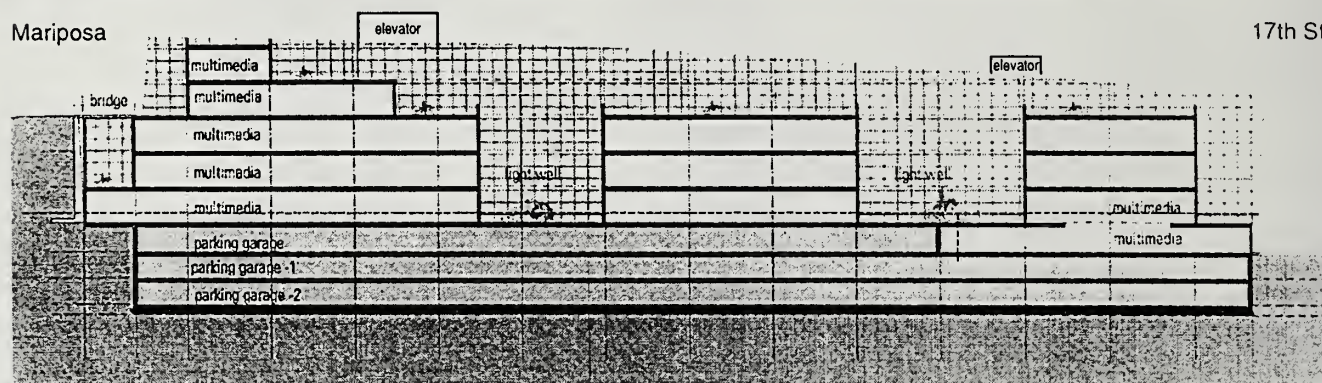 Mariposa
elevator
17th St
multimedia
elevator
bridge
multimedia
multimedia
multimedia
light well
light well
multimedia
multimedia
parking garage
multimedia
parking garage -1
parking garage -2